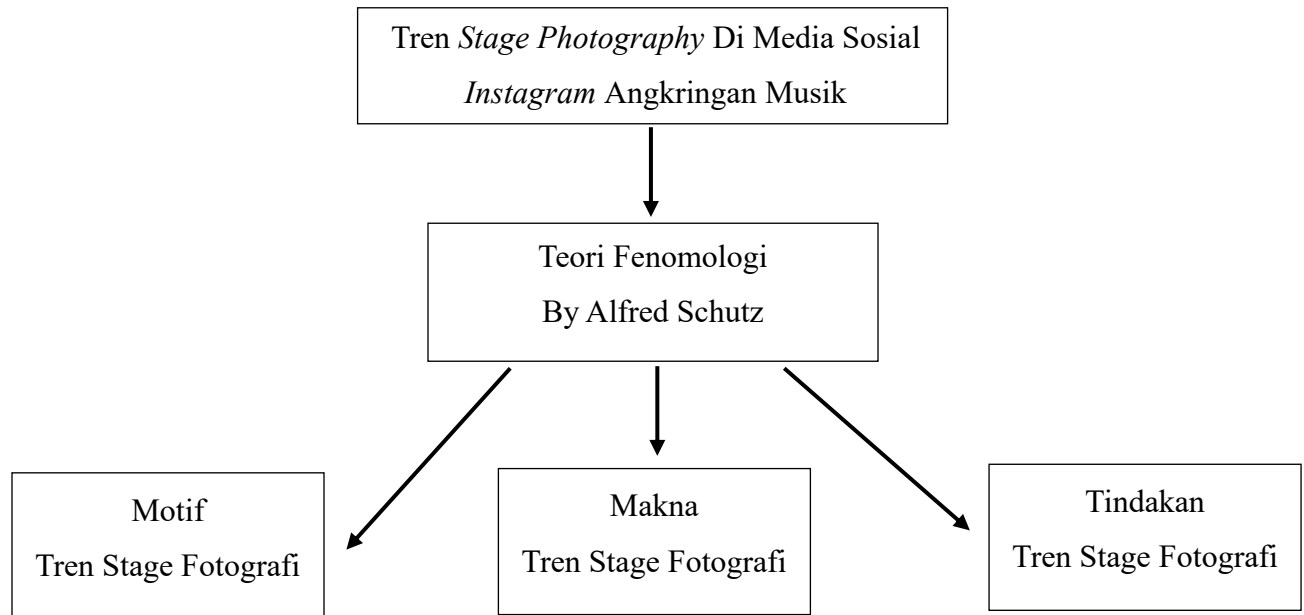 Tren Stage Photography Di Media Sosial
Instagram Angkringan Musik
Teori Fenomologi
By Alfred Schutz
Motif
Tren Stage Fotografi
Makna
Tren Stage Fotografi
Tindakan
Tren Stage Fotografi